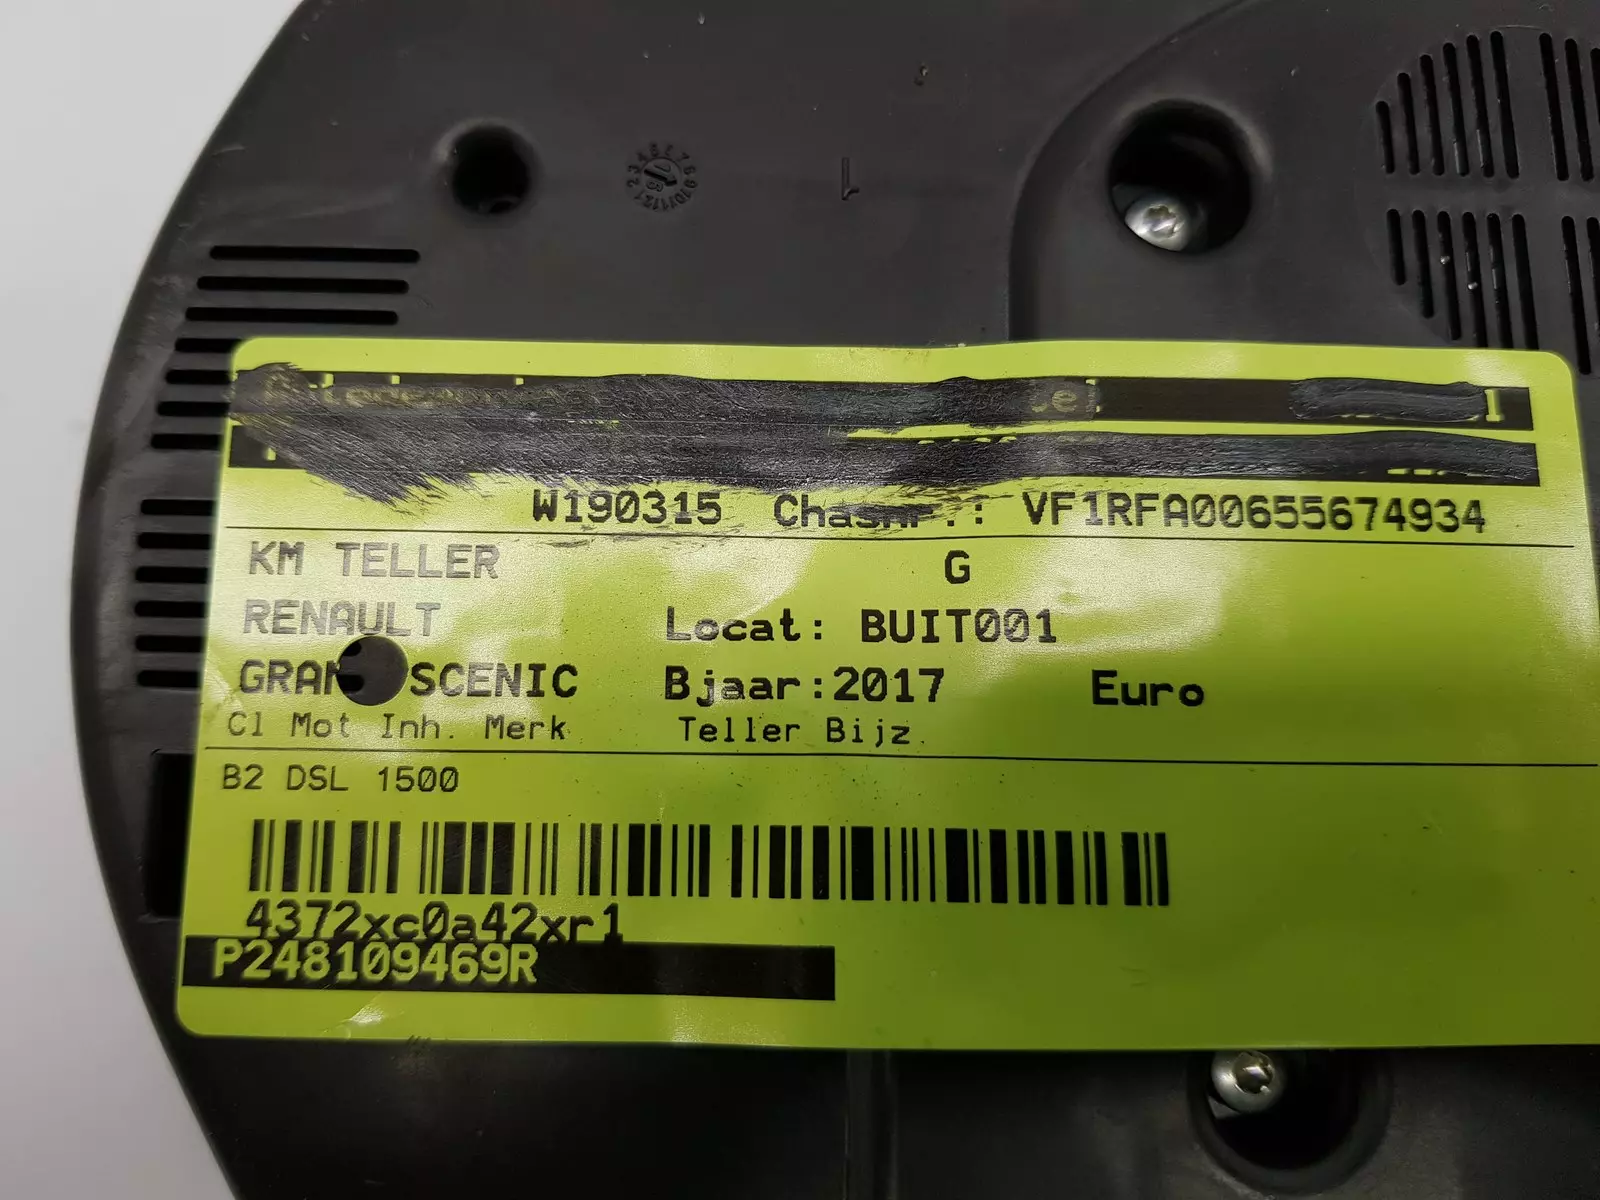 1
W190315 ChasNr.: VF1RFA00655674934
KM TELLER G
RENAULT Locat: BUIT001
SCENIC Bjaar:2017 Euro
Cl Mot Inh. Merk Teller Bijz.
B2 DSL 1500
4372xc0a42xr1
P248109469R